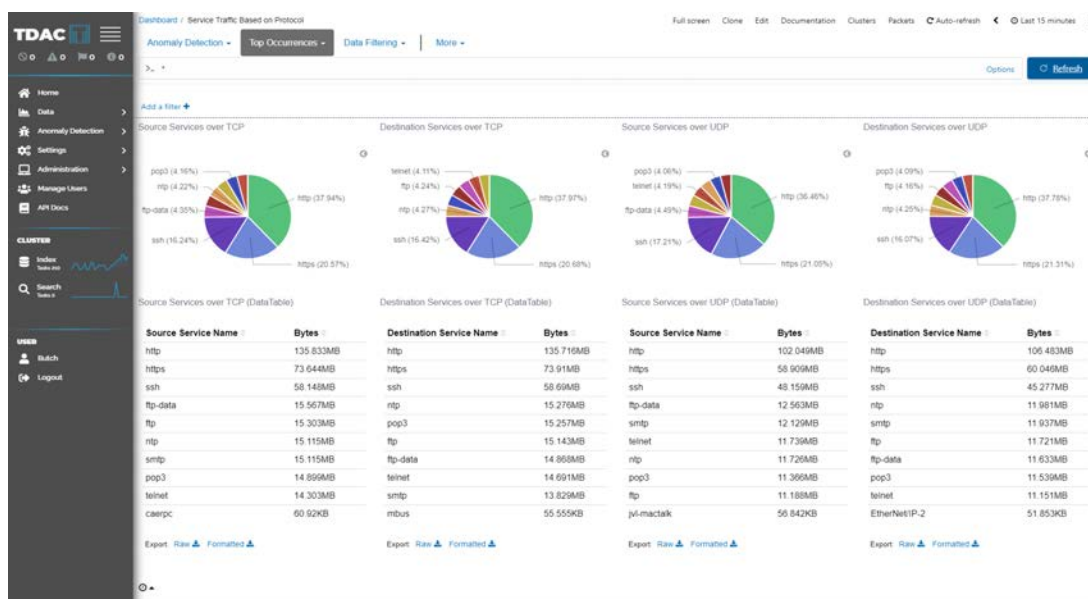 TDAC T
0 0 0 0
Home
Data
Anomaly Detection
Settings
Administration
Manage Users
API Docs
CLUSTER
Index
Search
USER
Butch
Logout
Dashboard / Service Traffic Based on Protocol
Full screen Clone Edit Documentation Clusters Packets Auto-refresh Last 15 minutes
Anomaly Detection Top Occurrences Data Filtering More
>_ *
Options Refresh
Add a filter +
Source Services over TCP
pop3 (4.16%)
ntp (4.22%)
ftp-data (4.35%)
ssh (16.24%)
http (37.94%)
https (20.57%)
Destination Services over TCP
telnet (4.11%)
ftp (4.24%)
ntp (4.27%)
ssh (16.42%)
http (37.97%)
https (20.68%)
Source Services over UDP
pop3 (4.06%)
telnet (4.19%)
ftp-data (4.49%)
ssh (17.21%)
http (36.46%)
https (21.05%)
Destination Services over UDP
pop3 (4.09%)
ftp (4.16%)
ntp (4.25%)
ssh (16.07%)
http (37.78%)
https (21.31%)
Source Services over TCP (DataTable)
Source Service Name Bytes
http 135.833MB
https 73.644MB
ssh 58.148MB
ftp-data 15.567MB
ftp 15.303MB
ntp 15.115MB
smtp 15.115MB
pop3 14.899MB
telnet 14.303MB
caerpc 60.92KB
Export: Raw Formatted
Destination Services over TCP (DataTable)
Destination Service Name Bytes
http 135.716MB
https 73.91MB
ssh 58.69MB
ntp 15.276MB
pop3 15.257MB
ftp 15.143MB
ftp-data 14.868MB
telnet 14.691MB
smtp 13.829MB
mbus 55.555KB
Export: Raw Formatted
Source Services over UDP (DataTable)
Source Service Name Bytes
http 102.049MB
https 58.909MB
ssh 48.159MB
ftp-data 12.563MB
smtp 12.129MB
telnet 11.739MB
ntp 11.726MB
pop3 11.366MB
ftp 11.188MB
jvl-mactalk 56.842KB
Export: Raw Formatted
Destination Services over UDP (DataTable)
Destination Service Name Bytes
http 106.483MB
https 60.046MB
ssh 45.277MB
ntp 11.981MB
smtp 11.937MB
ftp 11.721MB
ftp-data 11.633MB
pop3 11.539MB
telnet 11.151MB
EtherNet/IP-2 51.853KB
Export: Raw Formatted